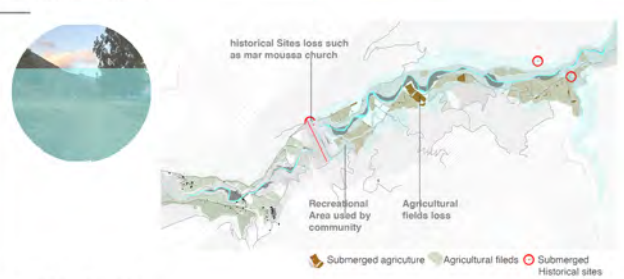 historical Sites loss such
as mar moussa church
Recreational
Area used by
community
Agricultural
fields loss
Submerged agricuture
Agricultural fileds
Submerged
Historical sites